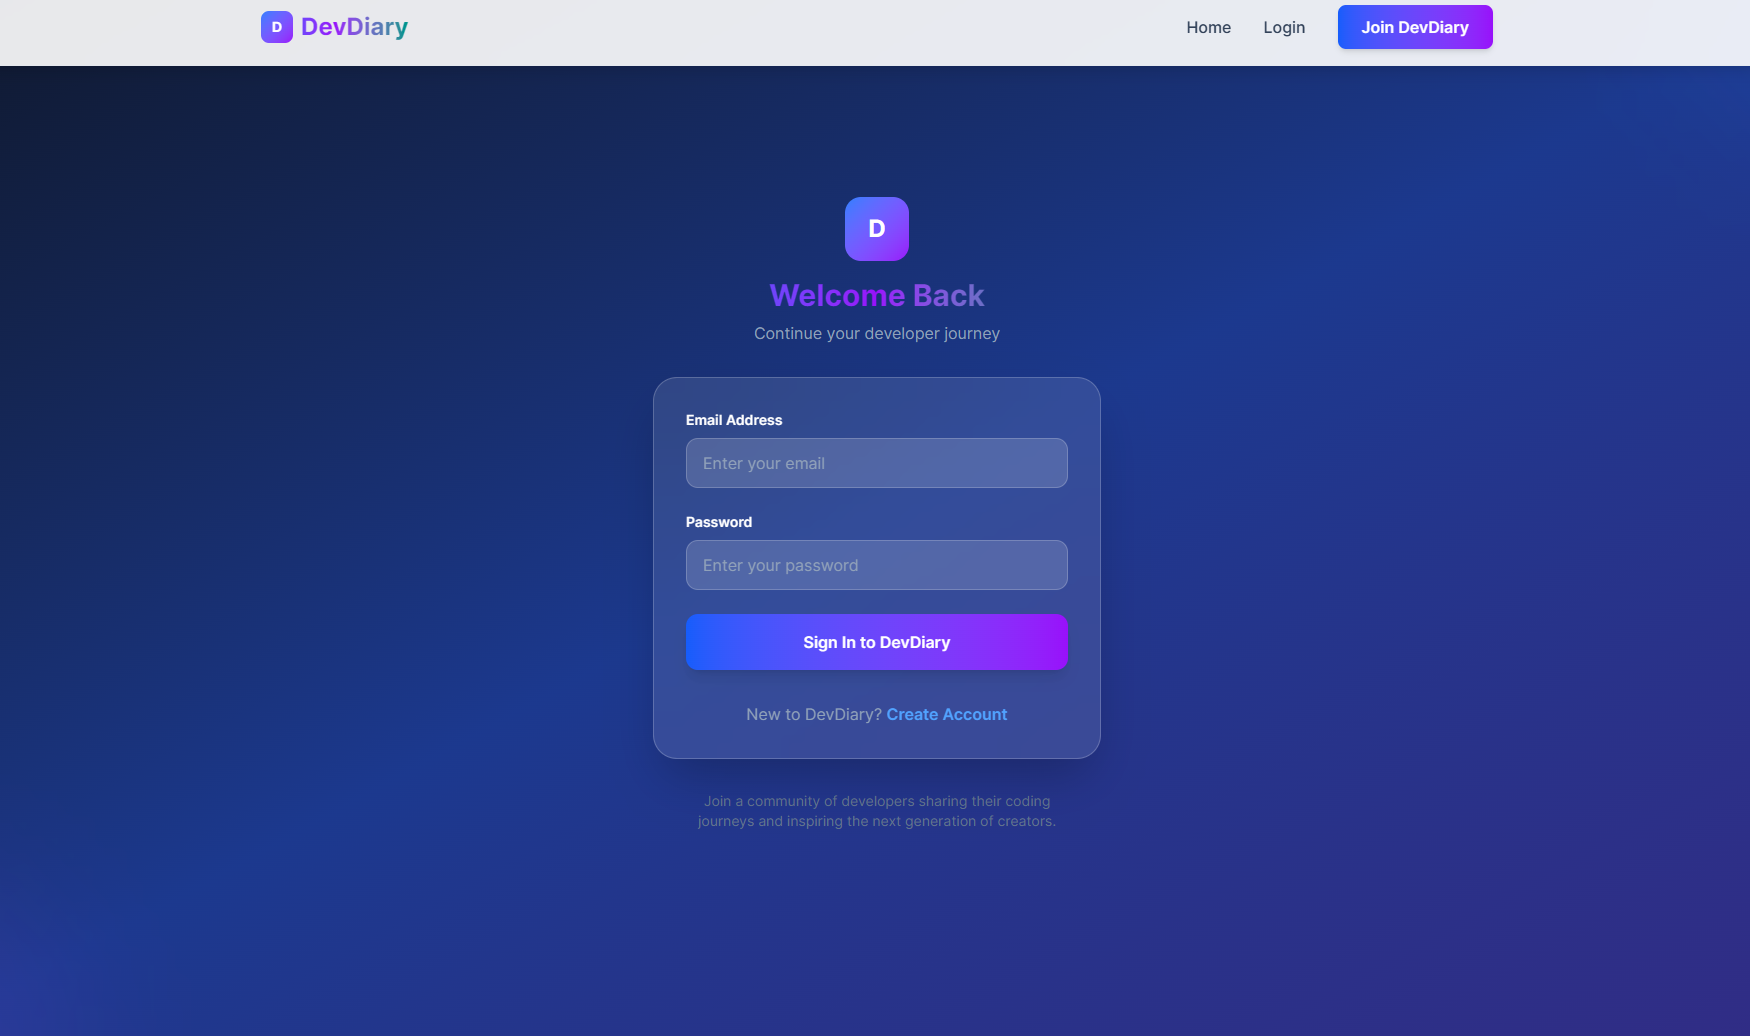 D DevDiary
Home Login Join DevDiary
D
Welcome Back
Continue your developer journey
Email Address
Enter your email
Password
Enter your password
Sign In to DevDiary
New to DevDiary? Create Account
Join a community of developers sharing their coding
journeys and inspiring the next generation of creators.